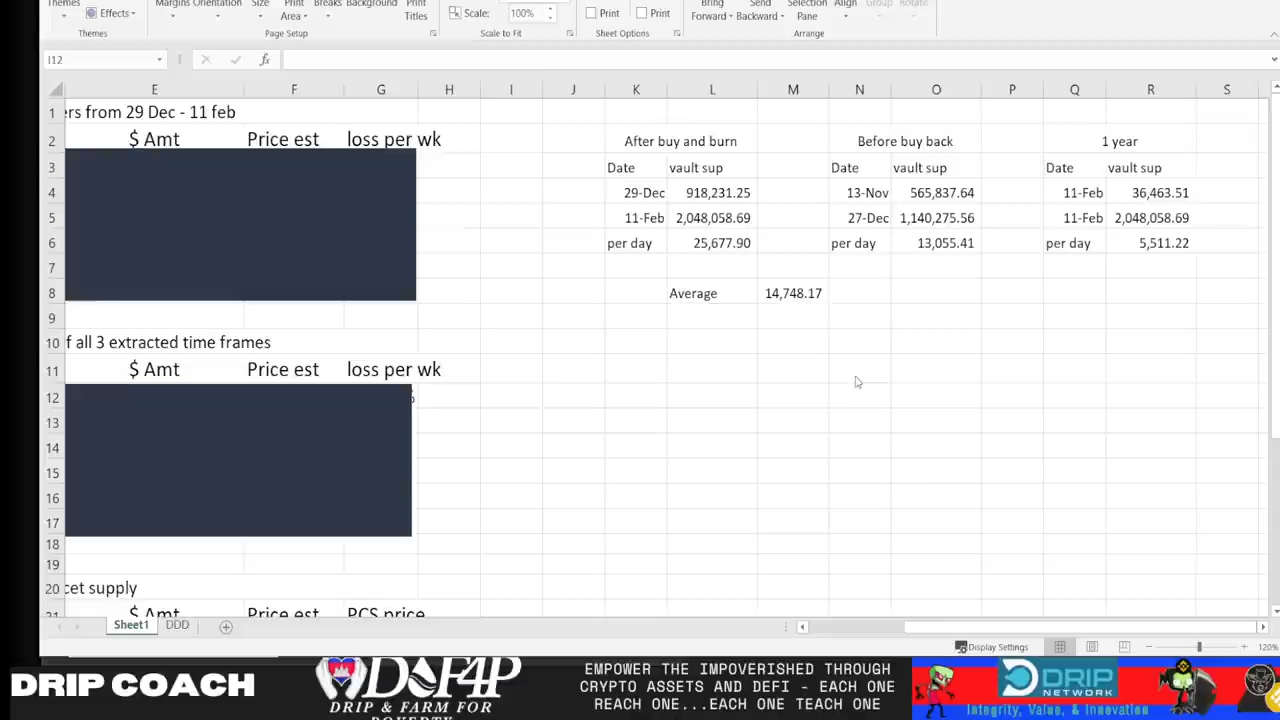 Themes
Margins Orientation Size Print Area Breaks Background Print Titles
Scale: 100%
Print Print
Bring Forward Send Backward Selection Pane Align Group Rotate
Effects
Themes Page Setup Scale to Fit Sheet Options Arrange
I12 fx
E F G H I J K L M N O P Q R S
1 ers from 29 Dec - 11 feb
2 $ Amt Price est loss per wk After buy and burn Before buy back 1 year
3 Date vault sup Date vault sup Date vault sup
4 29-Dec 918,231.25 13-Nov 565,837.64 11-Feb 36,463.51
5 11-Feb 2,048,058.69 27-Dec 1,140,275.56 11-Feb 2,048,058.69
6 per day 25,677.90 per day 13,055.41 per day 5,511.22
7
8 Average 14,748.17
9
10 f all 3 extracted time frames
11 $ Amt Price est loss per wk
12
13
14
15
16
17
18
19
20 cet supply
21 $ Amt Price est PCS price
Sheet1 DDD
Display Settings 120%
DRIP COACH
D F4P
DRIP & FARM FOR
POVERTY
EMPOWER THE IMPOVERISHED THROUGH
CRYPTO ASSETS AND DEFI - EACH ONE
REACH ONE...EACH ONE TEACH ONE
DRIP
NETWORK
Integrity, Value, & Innovation